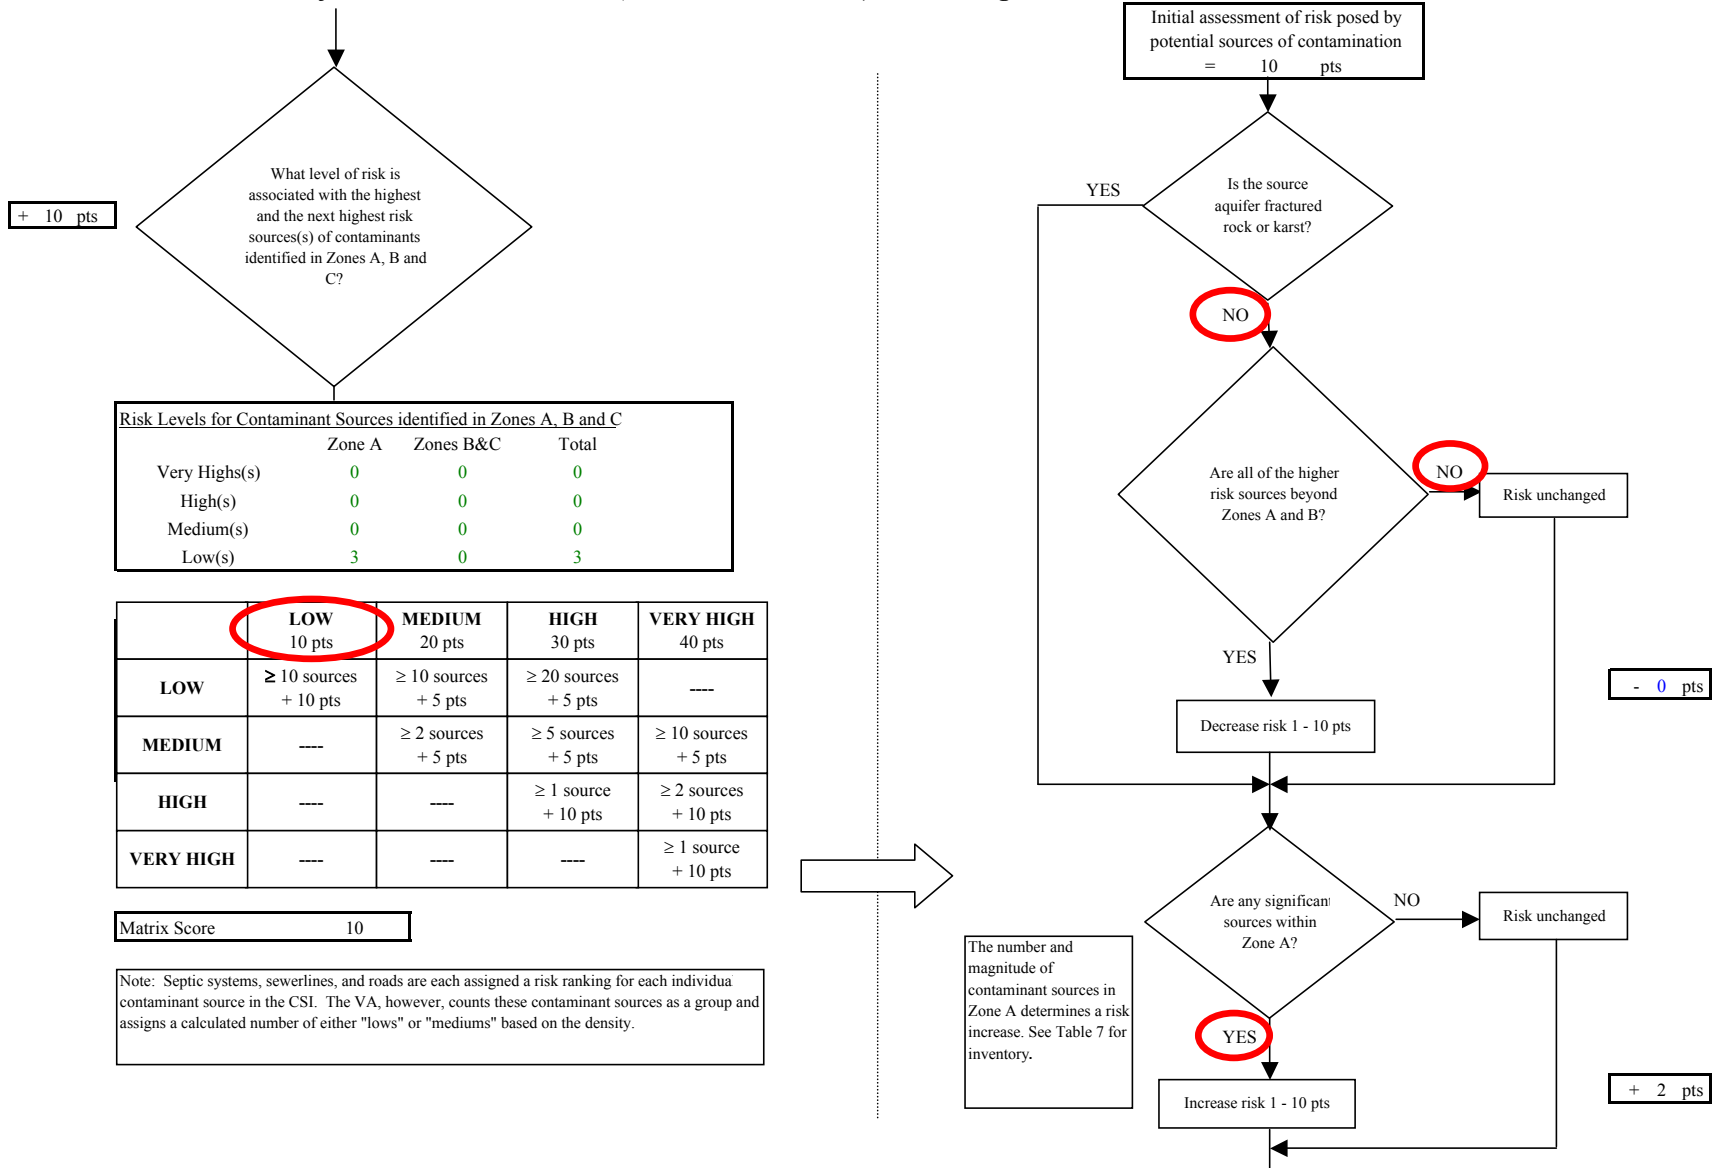 What level of risk is
associated with the highest
and the next highest risk
sources(s) of contaminants
identified in Zones A, B and
C?
+ 10 pts
Risk Levels for Contaminant Sources identified in Zones A, B and C
Zone A Zones B&C Total
Very Highs(s) 0 0 0
High(s) 0 0 0
Medium(s) 0 0 0
Low(s) 3 0 3
LOW MEDIUM HIGH VERY HIGH
10 pts 20 pts 30 pts 40 pts
LOW ≥ 10 sources ≥ 10 sources ≥ 20 sources ----
+ 10 pts + 5 pts + 5 pts
MEDIUM ---- ≥ 2 sources ≥ 5 sources ≥ 10 sources
+ 5 pts + 5 pts + 5 pts
HIGH ---- ---- ≥ 1 source ≥ 2 sources
+ 10 pts + 10 pts
VERY HIGH ---- ---- ---- ≥ 1 source
+ 10 pts
Matrix Score 10
Note: Septic systems, sewerlines, and roads are each assigned a risk ranking for each individua
contaminant source in the CSI. The VA, however, counts these contaminant sources as a group and
assigns a calculated number of either "lows" or "mediums" based on the density.
Initial assessment of risk posed by
potential sources of contamination
= 10 pts
Is the source
aquifer fractured
rock or karst?
YES
NO
Are all of the higher
risk sources beyond
Zones A and B?
NO
Risk unchanged
YES
- 0 pts
Decrease risk 1 - 10 pts
Are any significant
sources within
Zone A?
NO
Risk unchanged
The number and
magnitude of
contaminant sources in
Zone A determines a risk
increase. See Table 7 for
inventory.
YES
+ 2 pts
Increase risk 1 - 10 pts